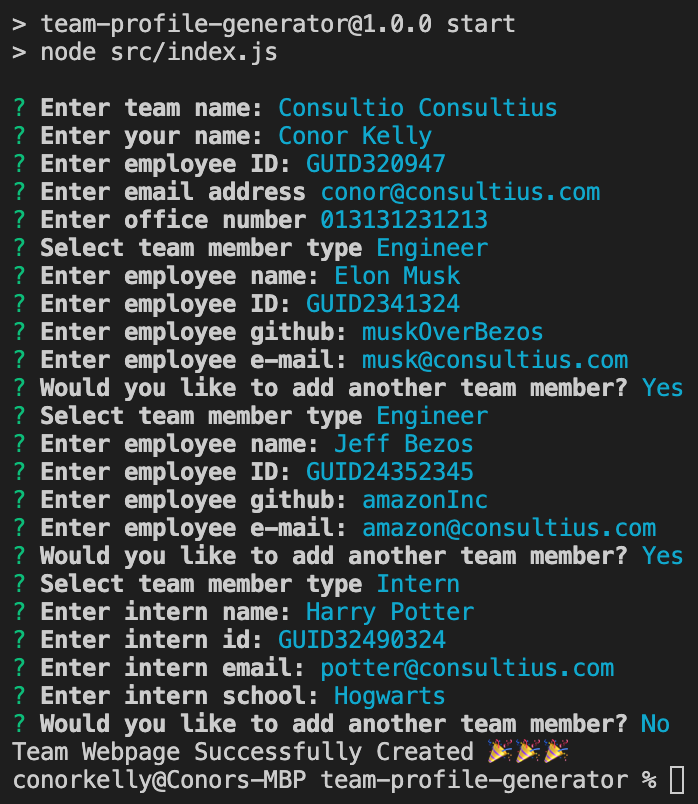 > team-profile-generator@1.0.0 start
> node src/index.js
? Enter team name: Consultio Consultius
? Enter your name: Conor Kelly
? Enter employee ID: GUID320947
? Enter email address conor@consultius.com
? Enter office number 013131231213
? Select team member type Engineer
? Enter employee name: Elon Musk
? Enter employee ID: GUID2341324
? Enter employee github: muskOverBezos
? Enter employee e-mail: musk@consultius.com
? Would you like to add another team member? Yes
? Select team member type Engineer
? Enter employee name: Jeff Bezos
? Enter employee ID: GUID24352345
? Enter employee github: amazonInc
? Enter employee e-mail: amazon@consultius.com
? Would you like to add another team member? Yes
? Select team member type Intern
? Enter intern name: Harry Potter
? Enter intern id: GUID32490324
? Enter intern email: potter@consultius.com
? Enter intern school: Hogwarts
? Would you like to add another team member? No
Team Webpage Successfully Created 🎉🎉🎉
conorkelly@Conors-MBP team-profile-generator %